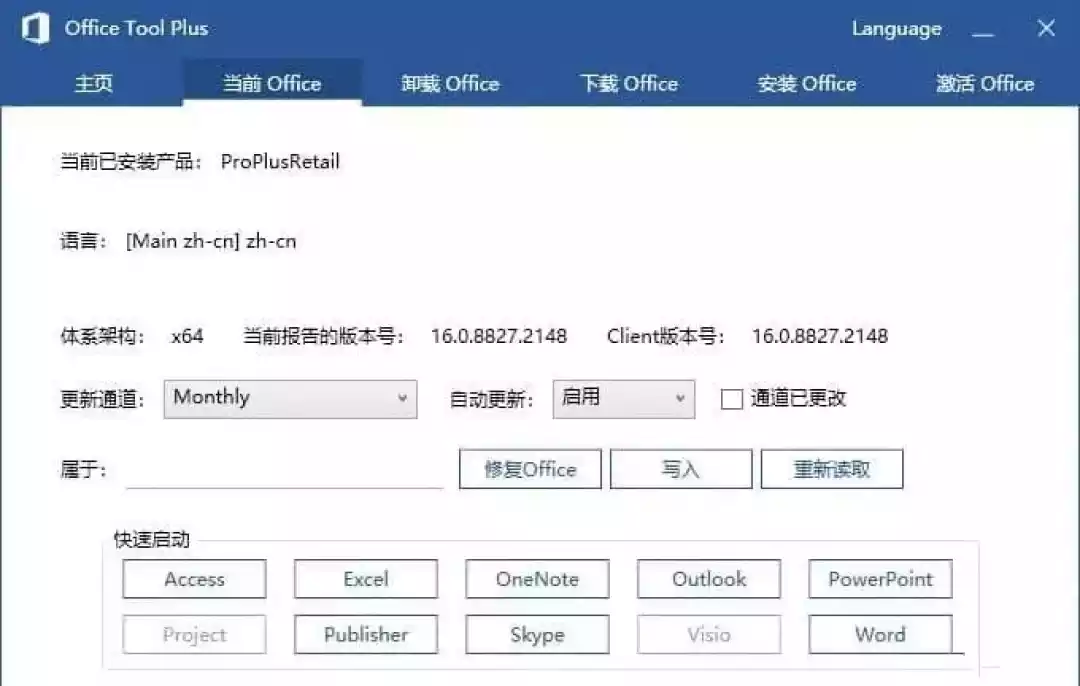 Office Tool Plus Language
主页 当前 Office 卸载 Office 下载 Office 安装 Office 激活 Office
当前已安装产品： ProPlusRetail
语言： [Main zh-cn] zh-cn
体系架构： x64 当前报告的版本号： 16.0.8827.2148 Client版本号： 16.0.8827.2148
更新通道： Monthly 自动更新： 启用 通道已更改
属于： 修复Office 写入 重新读取
快速启动
Access Excel OneNote Outlook PowerPoint
Project Publisher Skype Visio Word